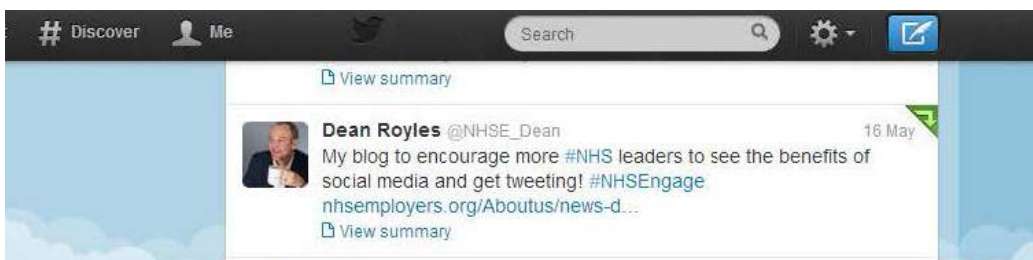 # Discover Me Search
View summary
Dean Royles @NHSE_Dean 16 May
My blog to encourage more #NHS leaders to see the benefits of
social media and get tweeting! #NHSEngage
nhsemployers.org/Aboutus/news-d...
View summary